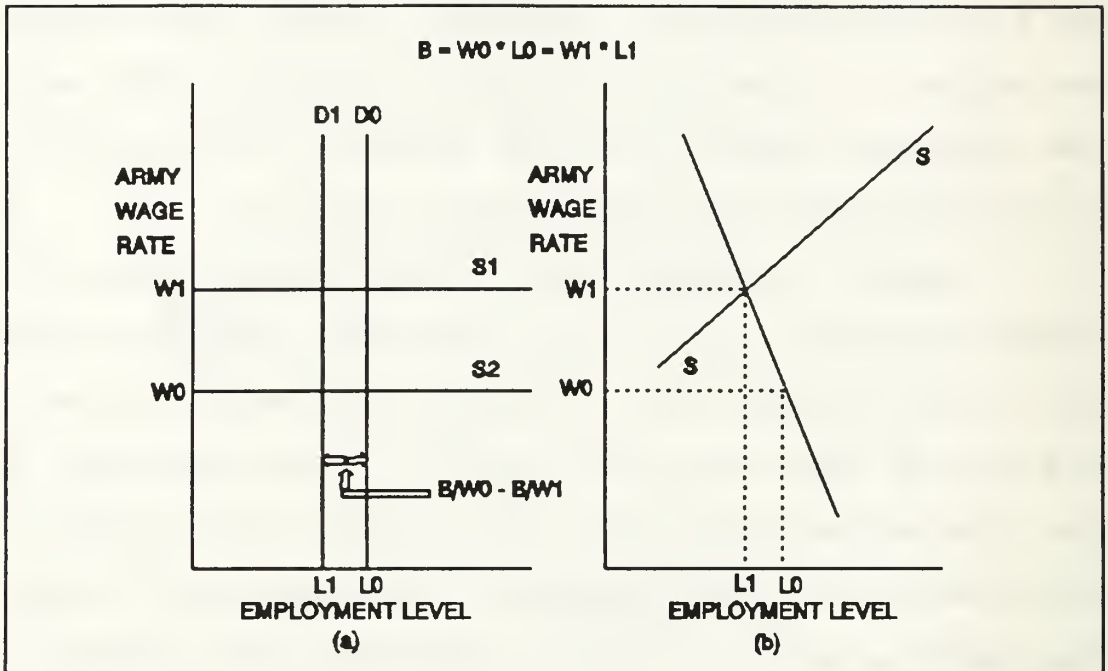 B = W0 * L0 = W1 * L1
D1 D0
ARMY
WAGE
RATE
S1
W1
S2
W0
B/W0 - B/W1
L1 L0
EMPLOYMENT LEVEL
(a)
ARMY
WAGE
RATE
S
W1
S
W0
L1 L0
EMPLOYMENT LEVEL
(b)